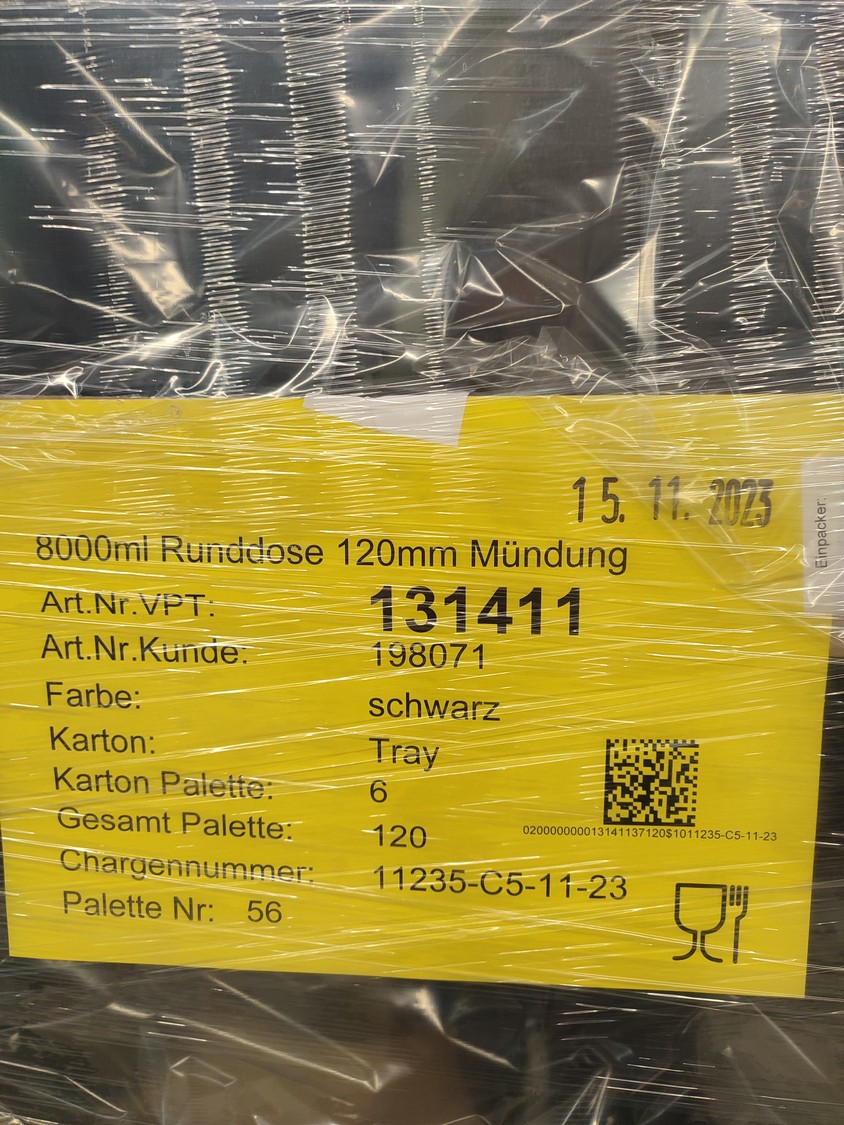 15. 11. 2023
Einpacker:
8000ml Runddose 120mm Mündung
Art.Nr.VPT: 131411
Art.Nr.Kunde: 198071
Farbe: schwarz
Karton: Tray
Karton Palette: 6
Gesamt Palette: 120
020000000013141137120$1011235-C5-11-23
Chargennummer: 11235-C5-11-23
Palette Nr: 56